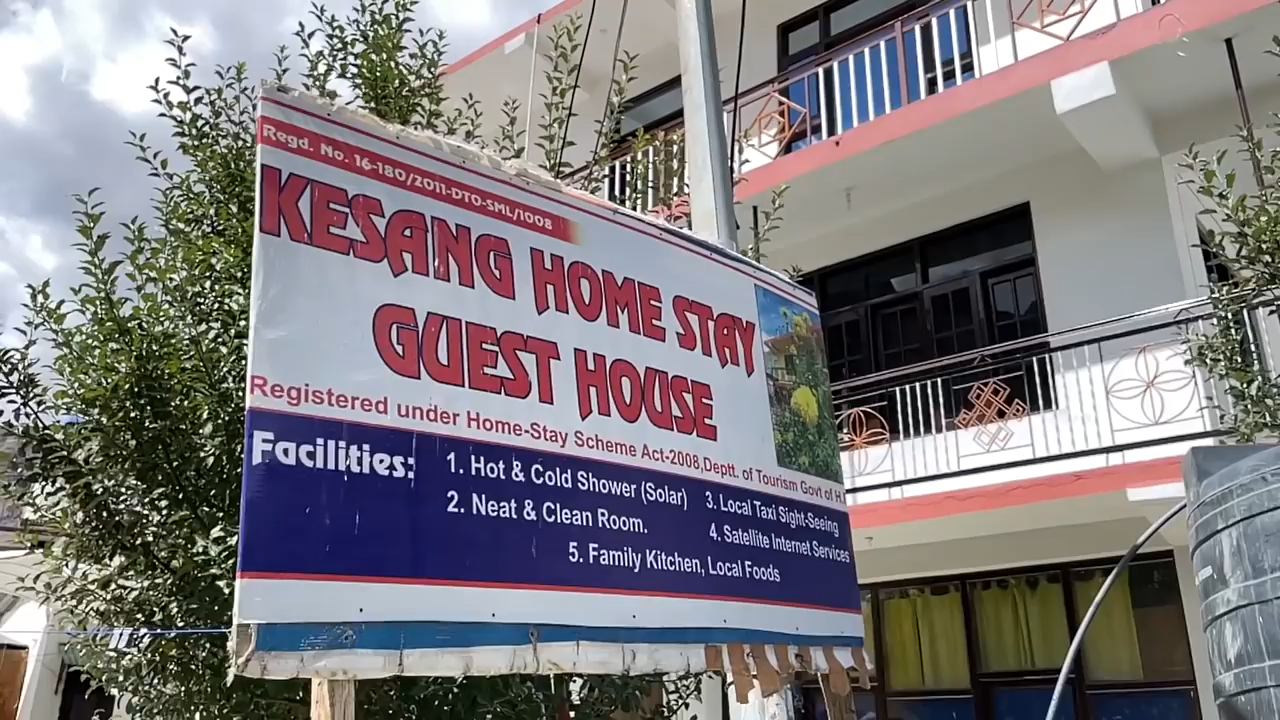 Regd. No. 16-180/2011-DTO-SML/1008
KESANG HOME STAY
GUEST HOUSE
Registered under Home-Stay Scheme Act-2008,Deptt. of Tourism Govt of H.
Facilities:
1. Hot & Cold Shower (Solar)
2. Neat & Clean Room.
3. Local Taxi Sight-Seeing
4. Satellite Internet Services
5. Family Kitchen, Local Foods